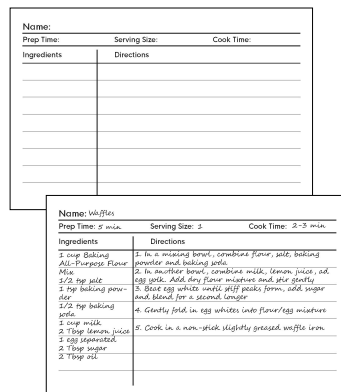 Name:
Prep Time: Serving Size: Cook Time:
Ingredients Directions
Name: Waffles
Prep Time: 5 min Serving Size: 1 Cook Time: 2-3 min
Ingredients Directions
1 cup Baking
All-Purpose Flour
Mix
1/2 tsp salt
1 tsp baking pow-
der
1/2 tsp baking
soda
1 cup milk
2 Tbsp lemon juice
1 egg separated
2 Tbsp sugar
2 Tbsp oil
1. In a mixing bowl, combine flour, salt, baking
powder and baking soda
2. In another bowl, combine milk, lemon juice, ad
egg yolk. Add dry flour mixture and stir gently
3. Beat egg white until stiff peaks form, add sugar
and blend for a second longer
4. Gently fold in egg whites into flour/egg mixture
5. Cook in a non-stick slightly greased waffle iron